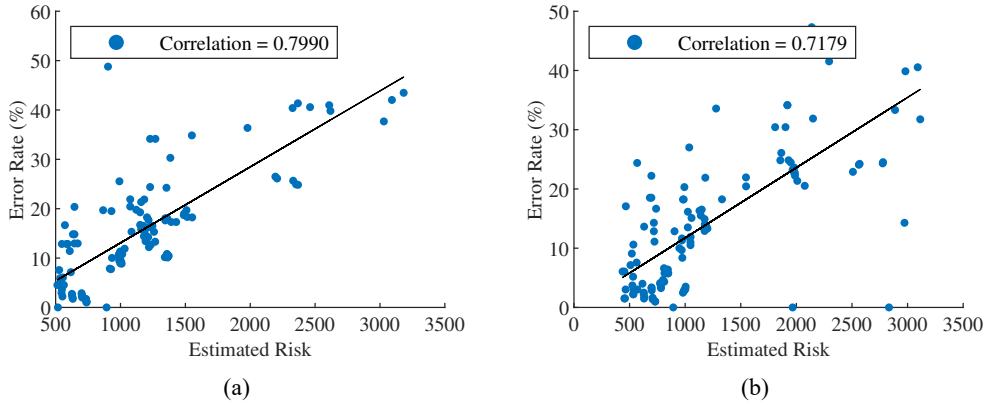 60
50
40
30
20
10
0
Error Rate (%)
Correlation = 0.7990
500 1000 1500 2000 2500 3000 3500
Estimated Risk
(a)
50
40
30
20
10
0
Error Rate (%)
Correlation = 0.7179
0 500 1000 1500 2000 2500 3000 3500
Estimated Risk
(b)